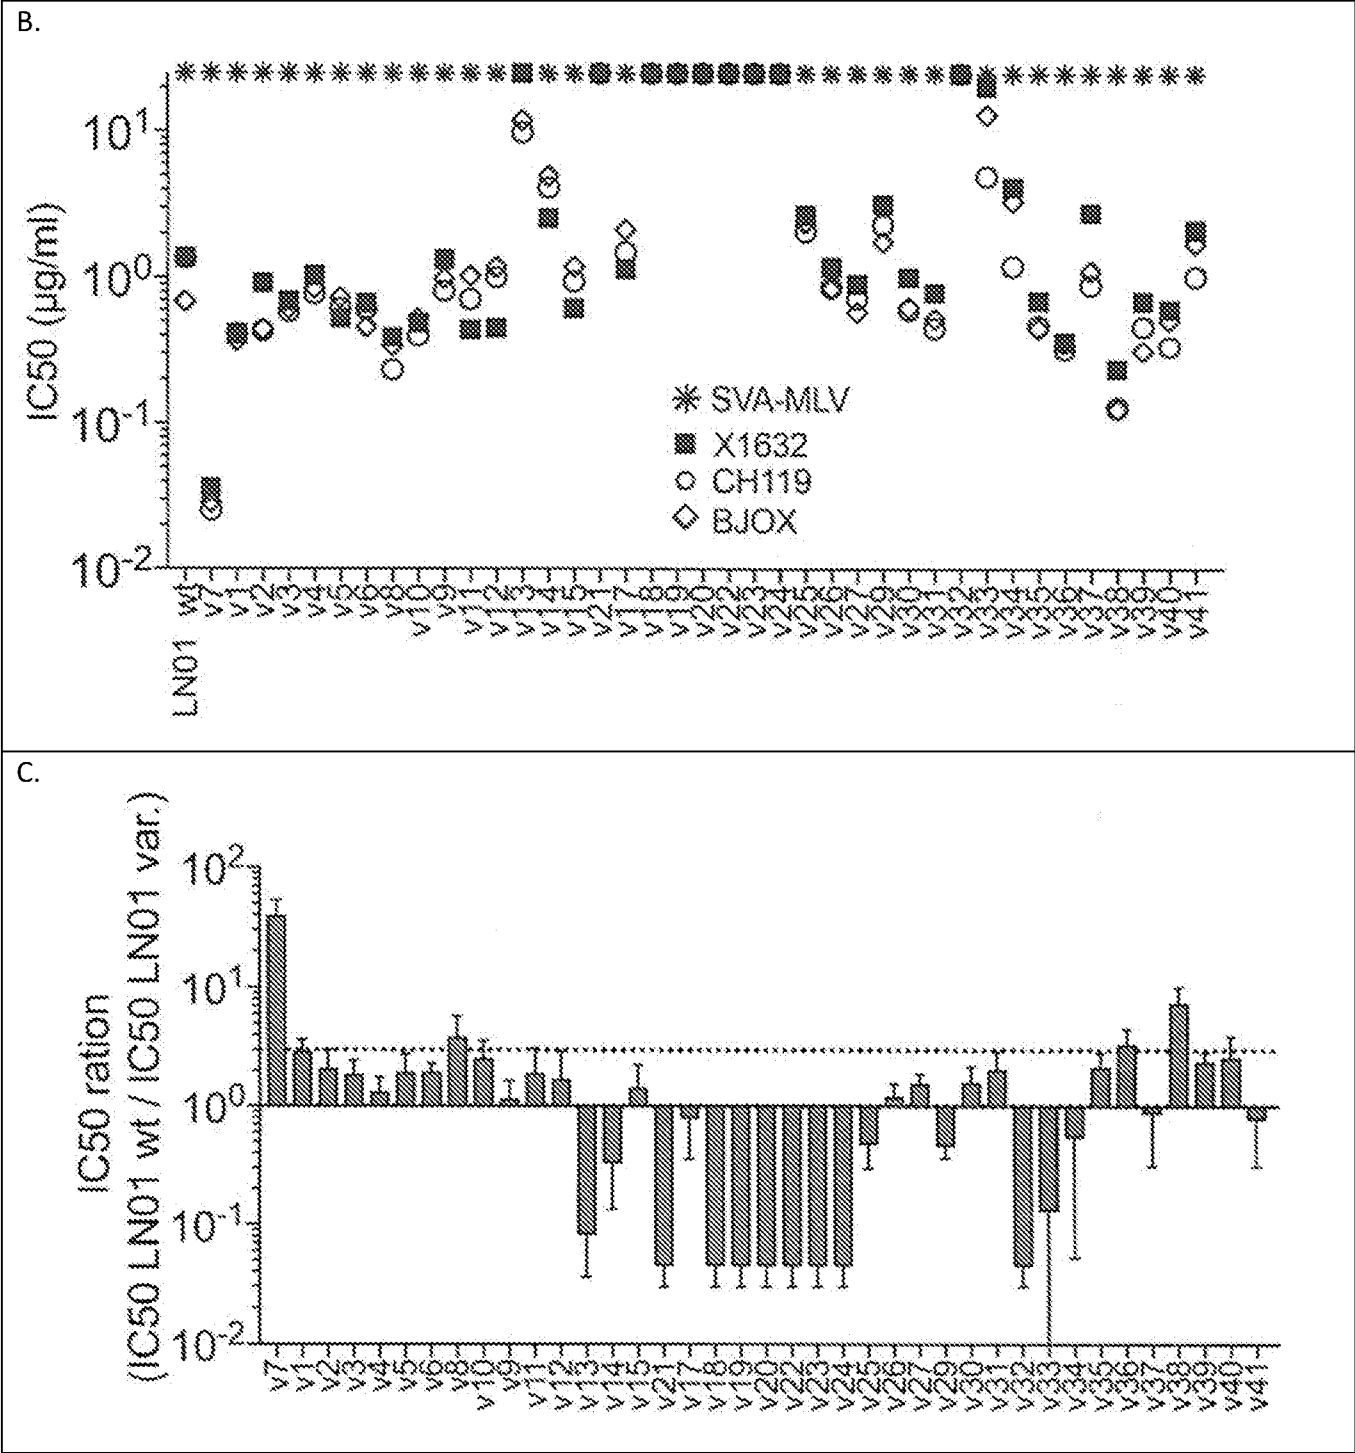 B.
IC50 (µg/ml)
10¹
10⁰
10⁻¹
10⁻²
SVA-MLV
X1632
CH119
BJOX
wt v7 v1 v2 v3 v4 v5 v6 v8 v10 v9 v11 v12 v13 v14 v15 v21 v17 v18 v19 v20 v22 v23 v24 v25 v26 v27 v29 v30 v31 v32 v33 v34 v35 v36 v37 v38 v39 v40 v41
LN01
C.
IC50 ration
(IC50 LN01 wt / IC50 LN01 var.)
10²
10¹
10⁰
10⁻¹
10⁻²
v7 v1 v2 v3 v4 v5 v6 v8 v10 v9 v11 v12 v13 v14 v15 v21 v17 v18 v19 v20 v22 v23 v24 v25 v26 v27 v29 v30 v31 v32 v33 v34 v35 v36 v37 v38 v39 v40 v41